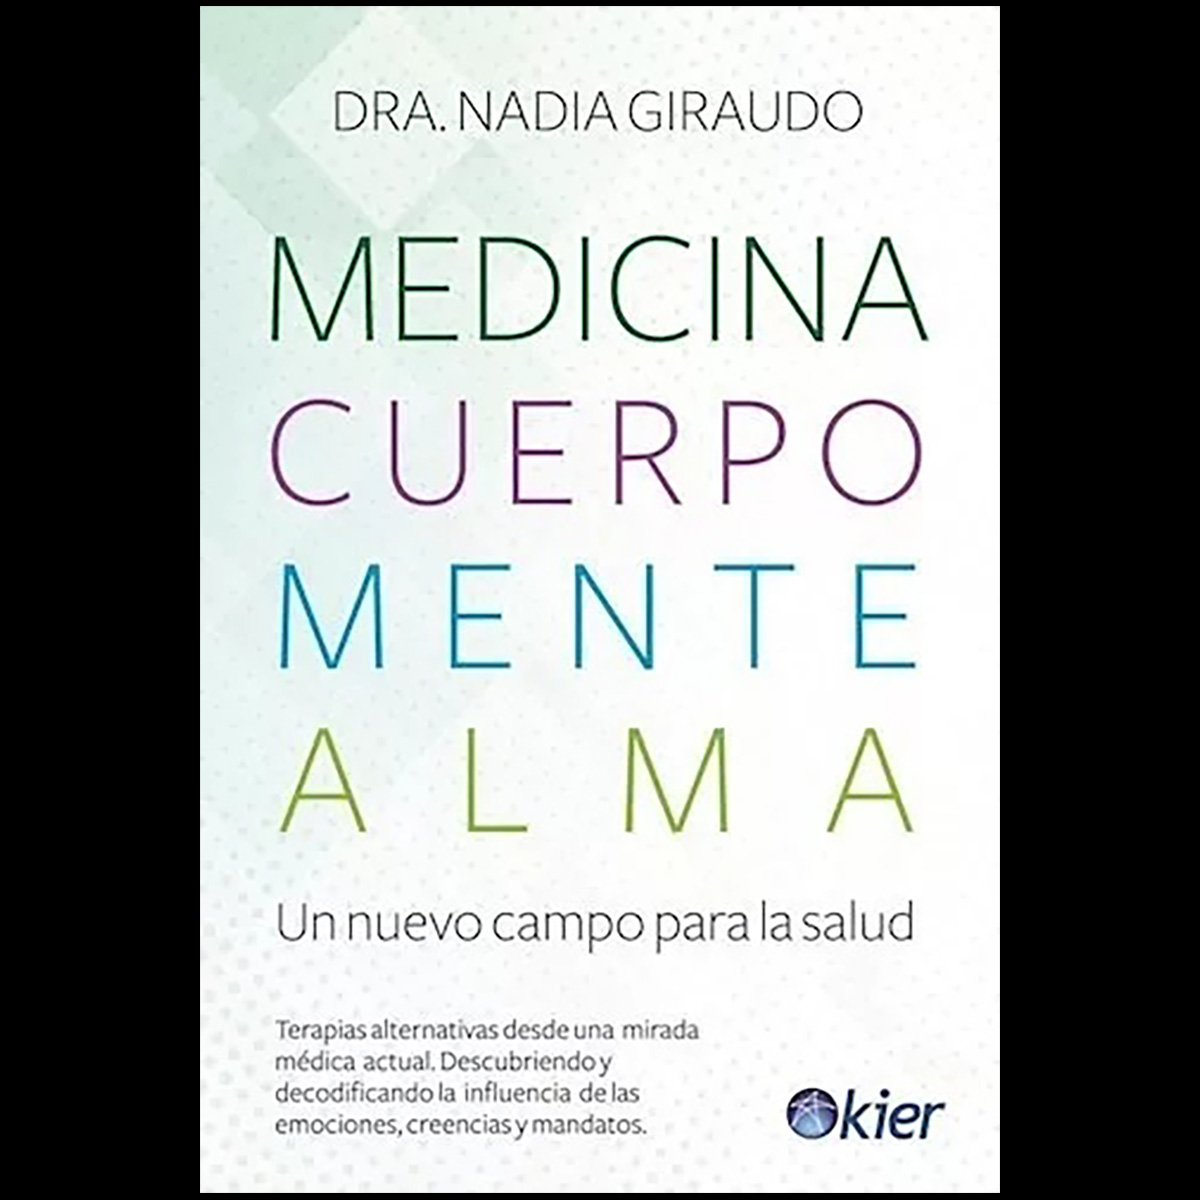 DRA. NADIA GIRAUDO
MEDICINA
CUERPO
MENTE
ALMA
Un nuevo campo para la salud
Terapias alternativas desde una mirada
médica actual. Descubriendo y
decodificando la influencia de las
emociones, creencias y mandatos.
kier